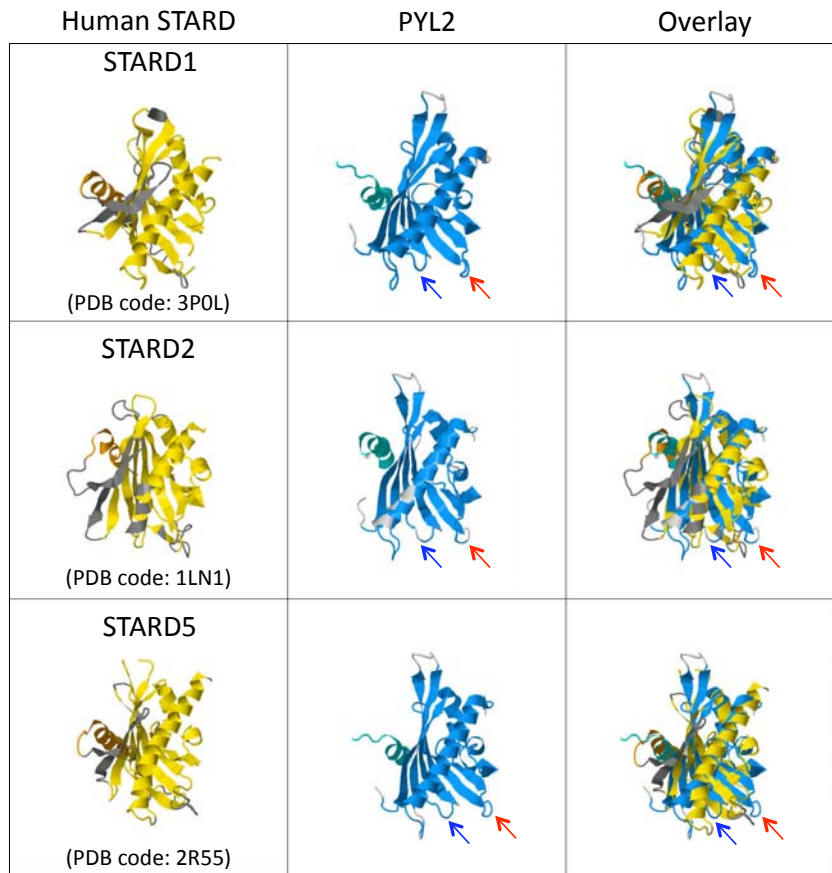 Human STARD PYL2 Overlay
STARD1
(PDB code: 3P0L)
STARD2
(PDB code: 1LN1)
STARD5
(PDB code: 2R55)